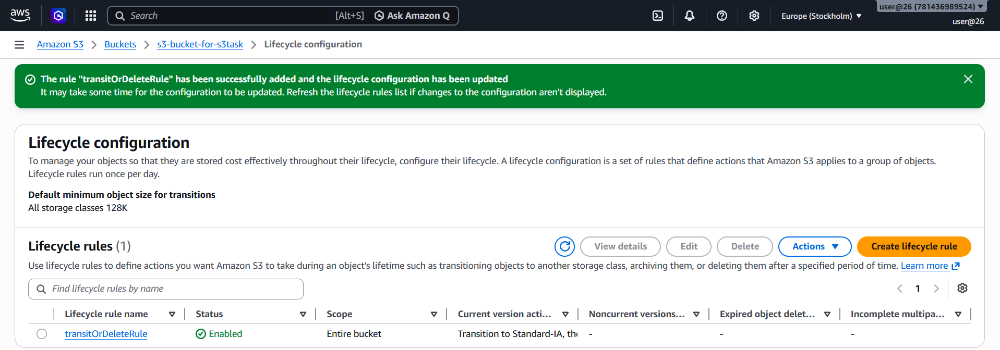 aws
Search [Alt+S] Ask Amazon Q
Europe (Stockholm)
user@26 (781436989524)
user@26
Amazon S3 > Buckets > s3-bucket-for-s3task > Lifecycle configuration
The rule "transitOrDeleteRule" has been successfully added and the lifecycle configuration has been updated
It may take some time for the configuration to be updated. Refresh the lifecycle rules list if changes to the configuration aren't displayed.
Lifecycle configuration
To manage your objects so that they are stored cost effectively throughout their lifecycle, configure their lifecycle. A lifecycle configuration is a set of rules that define actions that Amazon S3 applies to a group of objects.
Lifecycle rules run once per day.
Default minimum object size for transitions
All storage classes 128K
Lifecycle rules (1)
View details Edit Delete Actions Create lifecycle rule
Use lifecycle rules to define actions you want Amazon S3 to take during an object's lifetime such as transitioning objects to another storage class, archiving them, or deleting them after a specified period of time. Learn more
Find lifecycle rules by name
1
Lifecycle rule name Status Scope Current version acti... Noncurrent versions... Expired object delet... Incomplete multipa...
transitOrDeleteRule Enabled Entire bucket Transition to Standard-IA, the - - -